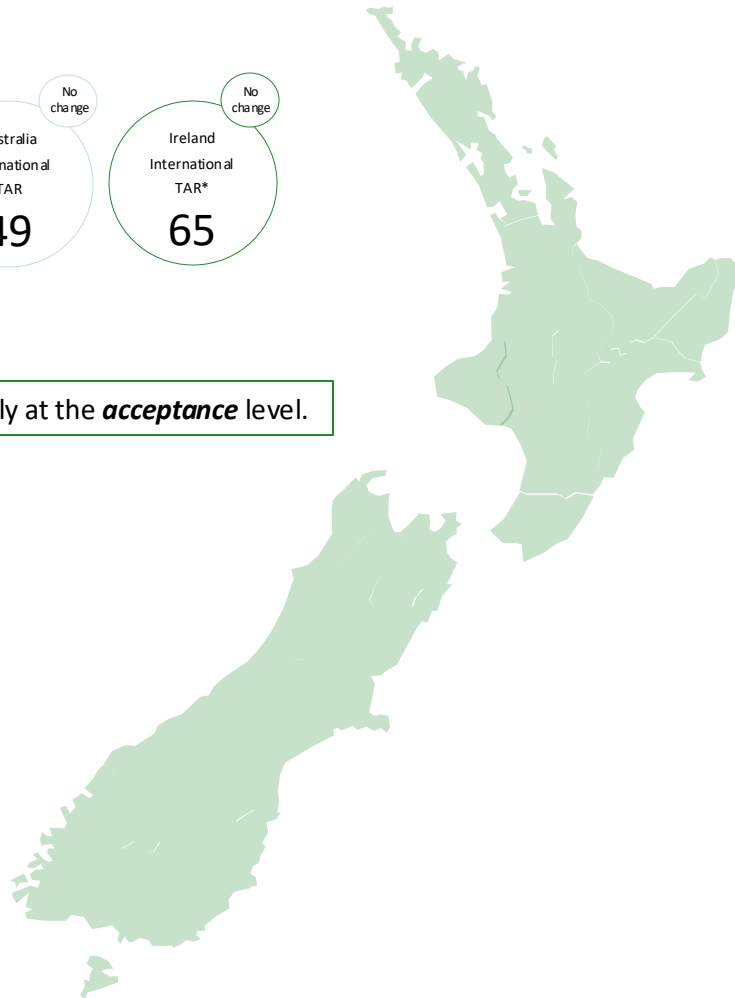 No
change
No
change
stralia
Ireland
national
International
TAR
TAR*
49
65
ly at the acceptance level.